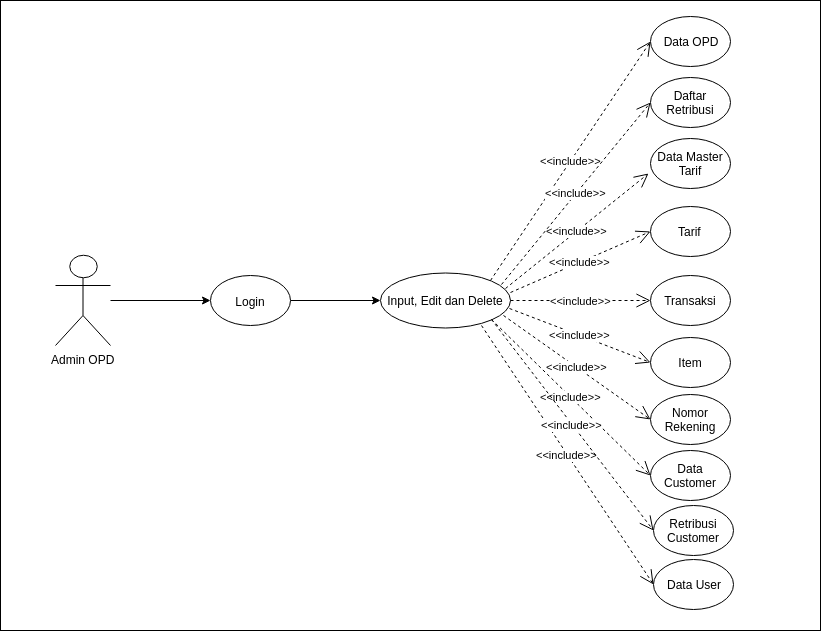 Data OPD
Daftar
Retribusi
<<include>>
Data Master
Tarif
<<include>>
<<include>>
Tarif
<<include>>
Admin OPD
Login
Input, Edit dan Delete
<<include>>
Transaksi
<<include>>
Item
<<include>>
<<include>>
Nomor
Rekening
<<include>>
<<include>>
Data
Customer
Retribusi
Customer
Data User